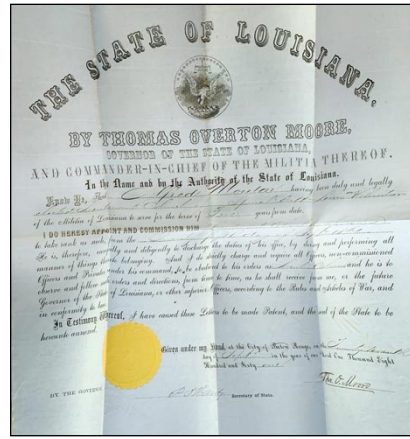 THE STATE OF LOUISIANA,
BY THOMAS OVERTON MOORE,
GOVERNOR OF THE STATE OF LOUISIANA,
AND COMMANDER-IN-CHIEF OF THE MILITIA THEREOF.
In the Name and by the Authority of the State of Louisiana.
Know Ye, That having been duly and legally
of the Militia of Louisiana to serve for the term of years from date.
I DO HEREBY APPOINT AND COMMISSION HIM
to take rank as such, from the
He is, therefore, carefully and diligently to discharge the duties of his office, by doing and performing all
manner of things thereto belonging. And I do strictly charge and require all Officers, non-commissioned
Officers and Privates under his command, to be obedient to his orders as and he is to
observe and follow such orders and directions, from time to time, as he shall receive from me, or the future
Governor of the State of Louisiana, or other superior Officers, according to the Rules and Articles of War, and
in conformity to law.
In Testimony Whereof, I have caused these Letters to be made Patent, and the seal of the State to be
hereunto annexed.
Given under my Hand, at the City of Baton Rouge, on the
day of in the year of our Lord One Thousand Eight
Hundred and Sixty one
Tho. O. Moore
BY THE GOVERNOR
Secretary of State.